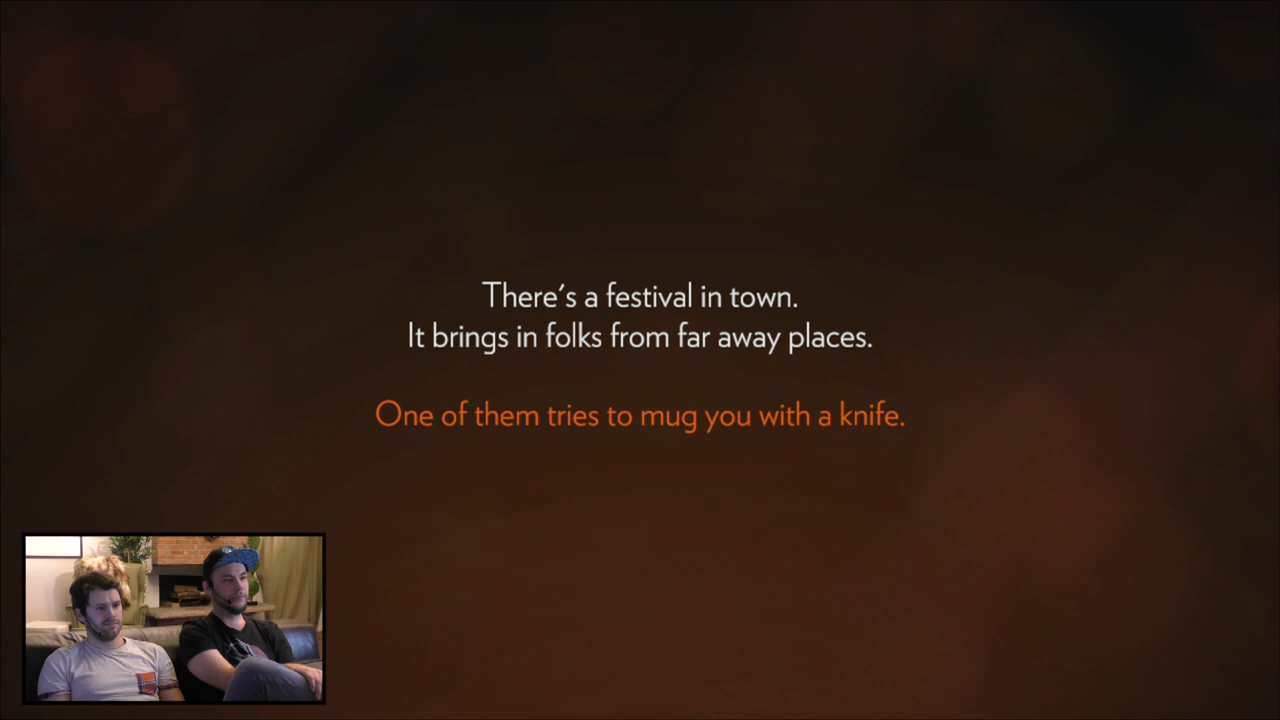 There's a festival in town.
It brings in folks from far away places.
One of them tries to mug you with a knife.